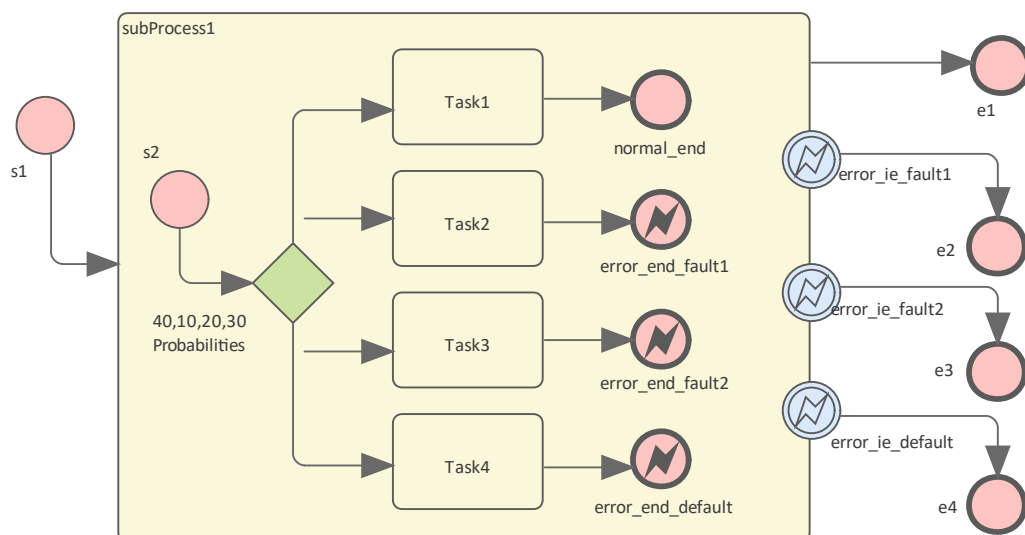 subProcess1
s1
s2
40,10,20,30
Probabilities
Task1
normal_end
Task2
error_end_fault1
Task3
error_end_fault2
Task4
error_end_default
e1
error_ie_fault1
e2
error_ie_fault2
e3
error_ie_default
e4